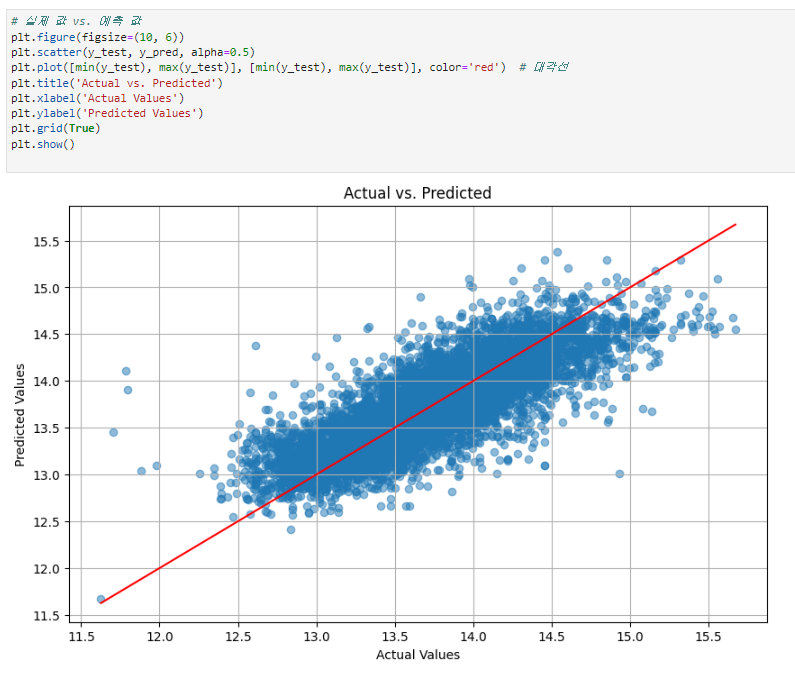 # 실제 값 vs. 예측 값
plt.figure(figsize=(10, 6))
plt.scatter(y_test, y_pred, alpha=0.5)
plt.plot([min(y_test), max(y_test)], [min(y_test), max(y_test)], color='red')  # 대각선
plt.title('Actual vs. Predicted')
plt.xlabel('Actual Values')
plt.ylabel('Predicted Values')
plt.grid(True)
plt.show()
Actual vs. Predicted
Predicted Values
15.5
15.0
14.5
14.0
13.5
13.0
12.5
12.0
11.5
11.5 12.0 12.5 13.0 13.5 14.0 14.5 15.0 15.5
Actual Values